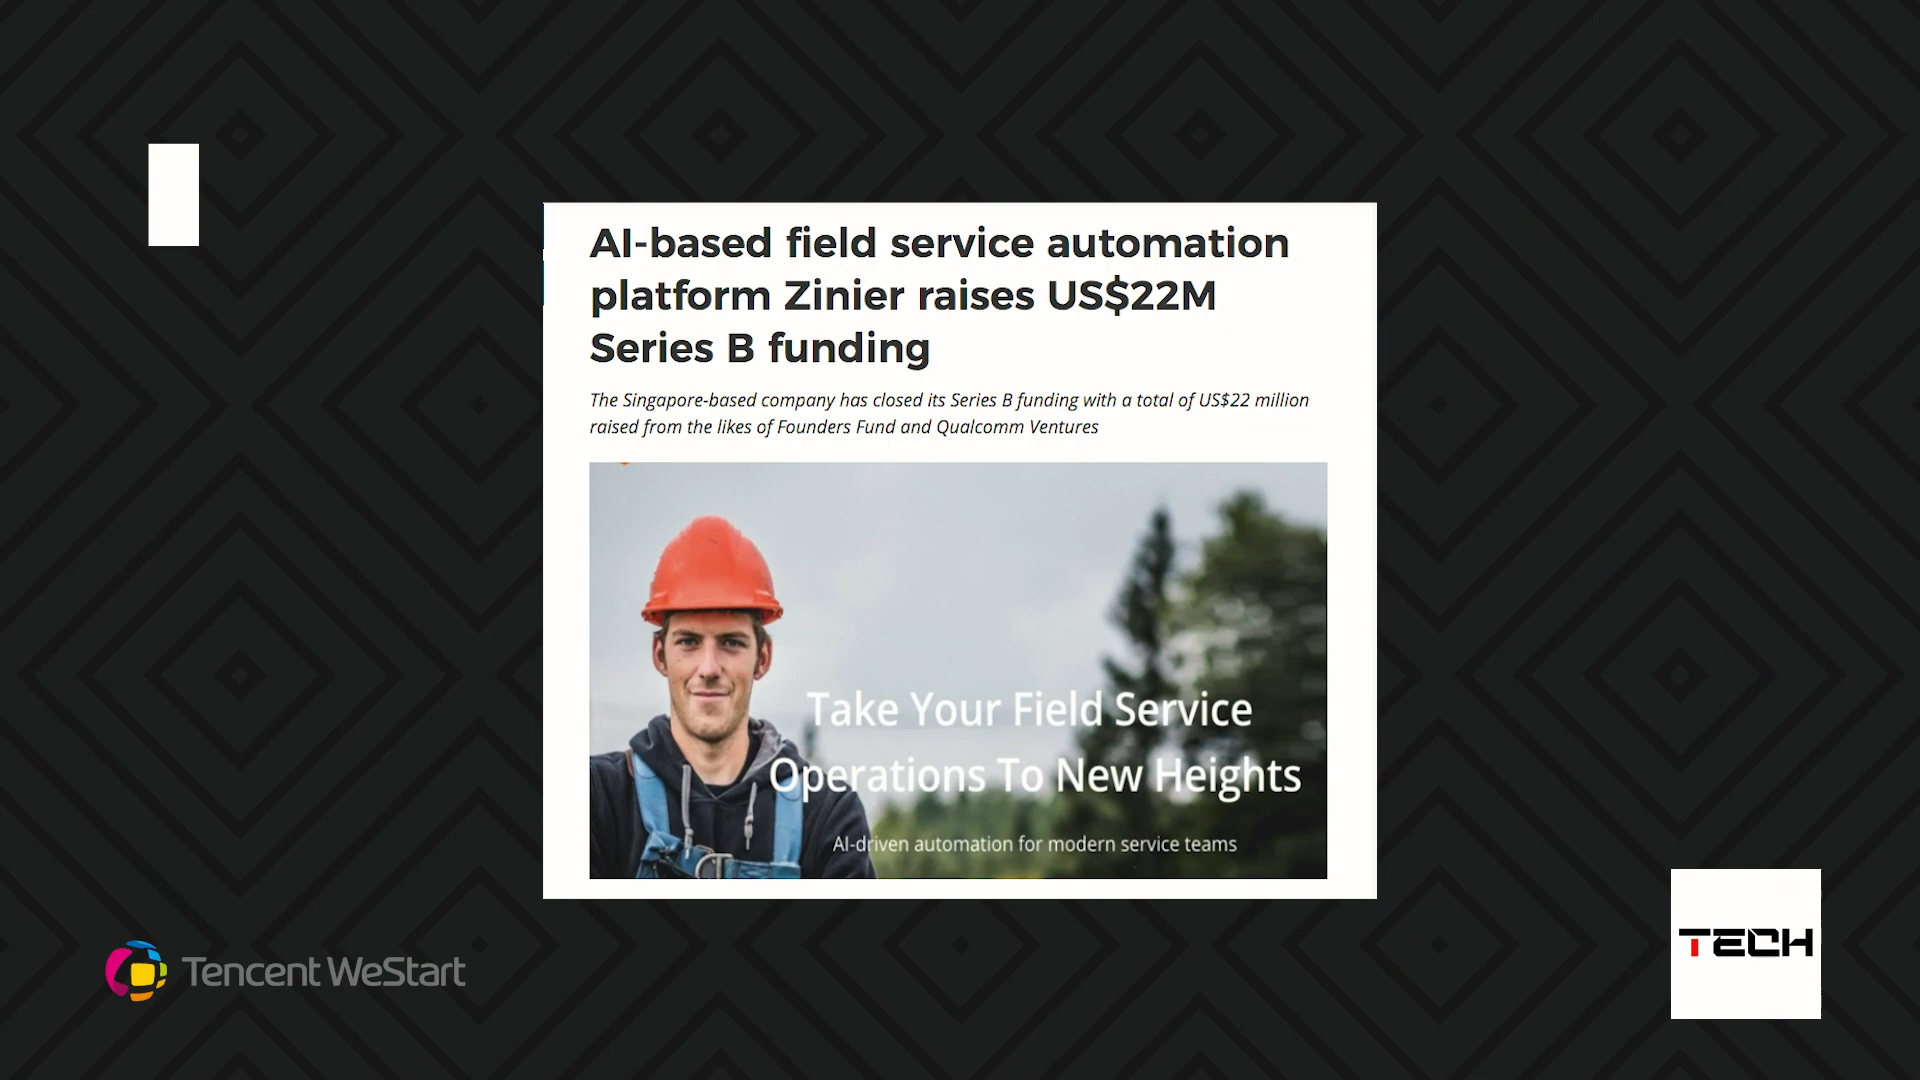 AI-based field service automation
platform Zinier raises US$22M
Series B funding
The Singapore-based company has closed its Series B funding with a total of US$22 million
raised from the likes of Founders Fund and Qualcomm Ventures
Take Your Field Service
Operations To New Heights
AI-driven automation for modern service teams
Tencent WeStart
TECH